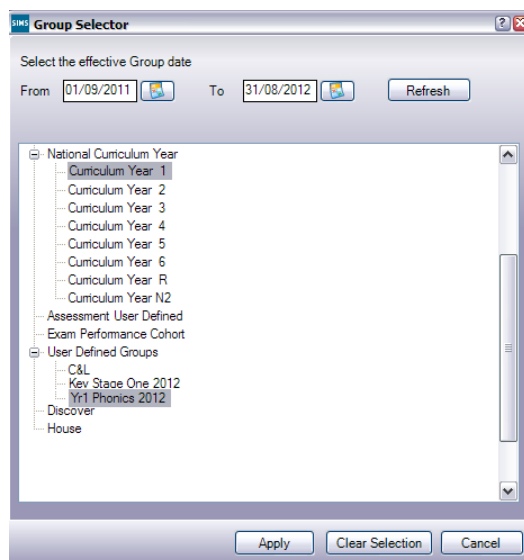 SIMS Group Selector
Select the effective Group date
From 01/09/2011 To 31/08/2012 Refresh
National Curriculum Year
Curriculum Year 1
Curriculum Year 2
Curriculum Year 3
Curriculum Year 4
Curriculum Year 5
Curriculum Year 6
Curriculum Year R
Curriculum Year N2
Assessment User Defined
Exam Performance Cohort
User Defined Groups
C&L
Key Stage One 2012
Yr1 Phonics 2012
Discover
House
Apply Clear Selection Cancel